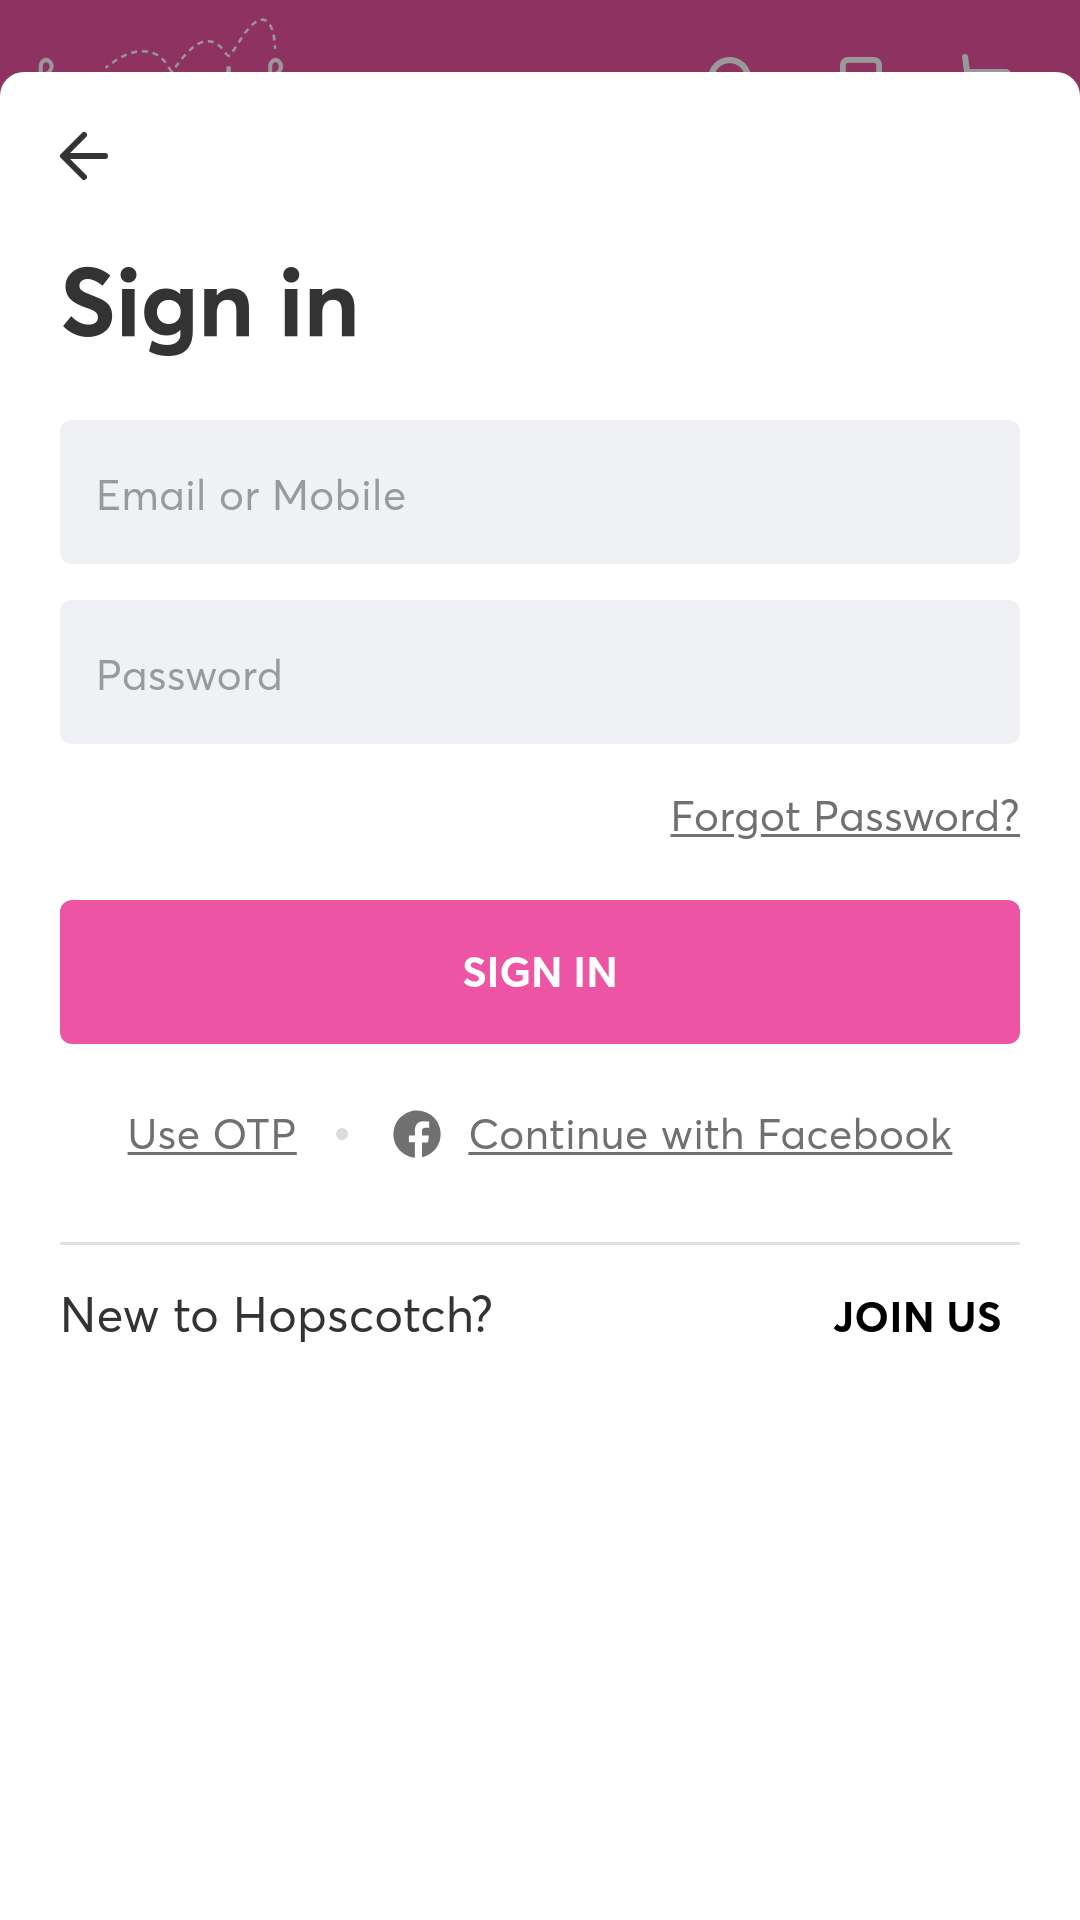 Sign in
Email or Mobile
Password
Forgot Password?
SIGN IN
Use OTP • Continue with Facebook
New to Hopscotch? JOIN US